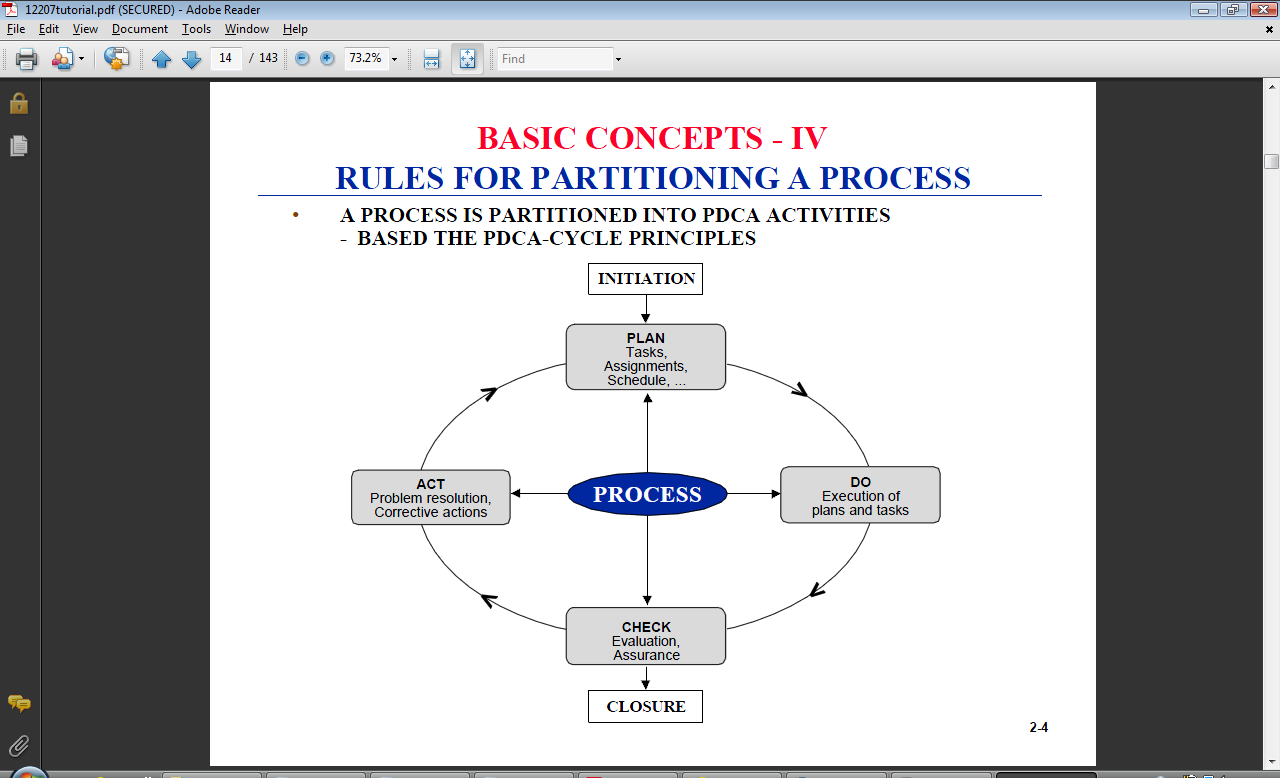 12207tutorial.pdf (SECURED) - Adobe Reader
File Edit View Document Tools Window Help
14 / 143 73.2% Find
BASIC CONCEPTS - IV
RULES FOR PARTITIONING A PROCESS
• A PROCESS IS PARTITIONED INTO PDCA ACTIVITIES
- BASED THE PDCA-CYCLE PRINCIPLES
INITIATION
PLAN
Tasks,
Assignments,
Schedule, ...
ACT
Problem resolution,
Corrective actions
PROCESS
DO
Execution of
plans and tasks
CHECK
Evaluation,
Assurance
CLOSURE
2-4